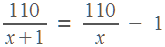 110/(x+1) = 110/x − 1